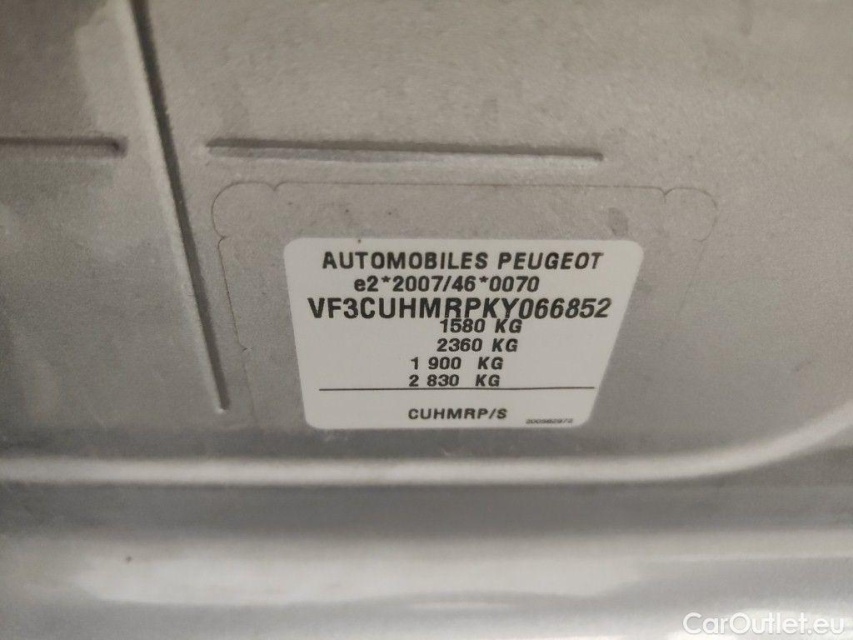 AUTOMOBILES PEUGEOT
e2*2007/46*0070
VF3CUHMRPKY066852
1580 KG
2360 KG
1 900 KG
2 830 KG
CUHMRP/S
CarOutlet.eu